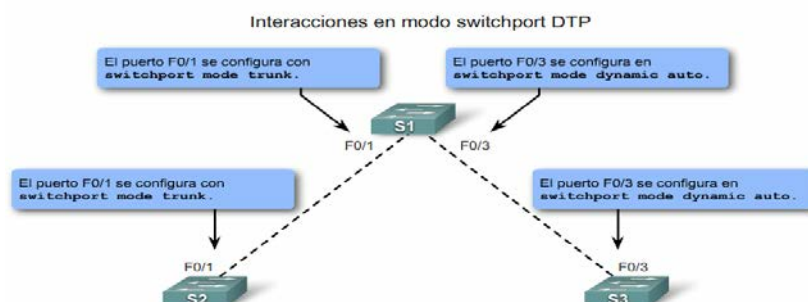 Interacciones en modo switchport DTP
El puerto F0/1 se configura con
switchport mode trunk.
El puerto F0/3 se configura en
switchport mode dynamic auto.
S1
F0/1
F0/3
El puerto F0/1 se configura con
switchport mode trunk.
El puerto F0/3 se configura en
switchport mode dynamic auto.
F0/1
F0/3
S2
S3